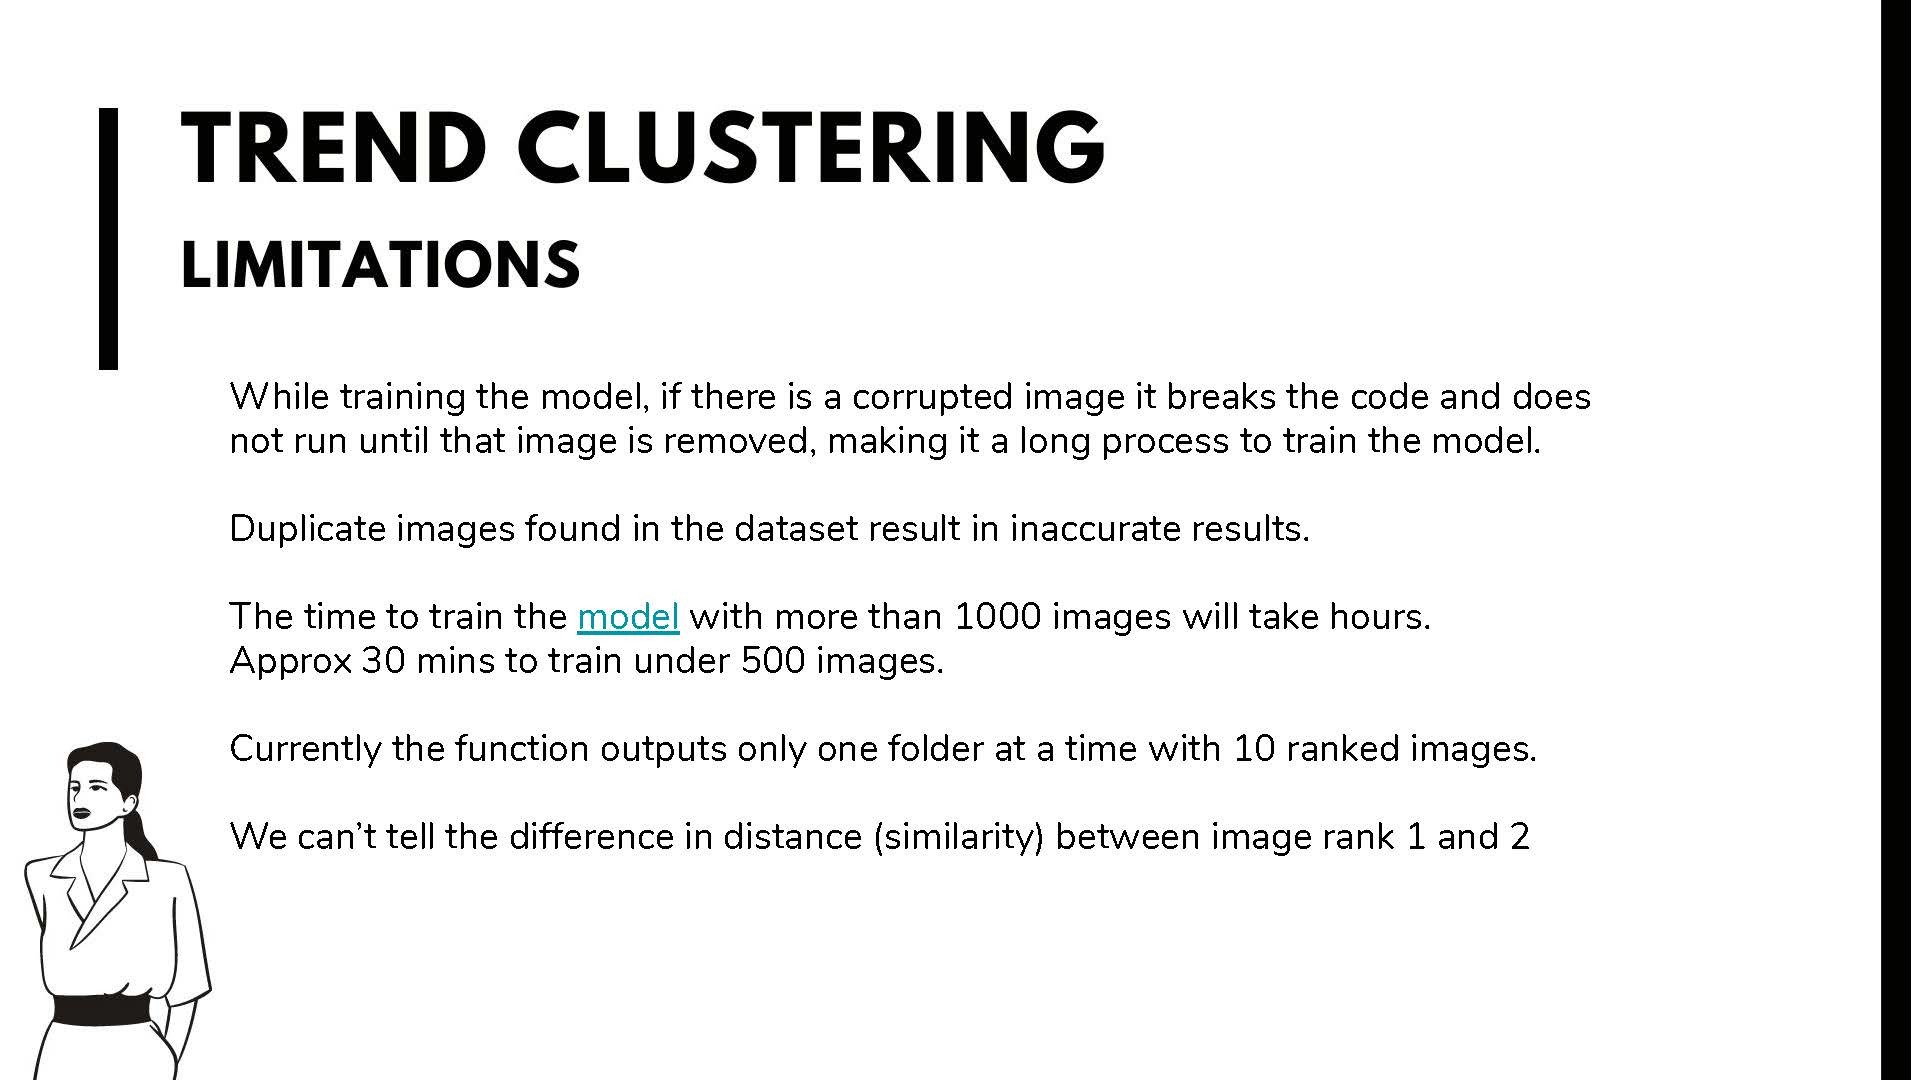 TREND CLUSTERING
LIMITATIONS
While training the model, if there is a corrupted image it breaks the code and does
not run until that image is removed, making it a long process to train the model.
Duplicate images found in the dataset result in inaccurate results.
The time to train the model with more than 1000 images will take hours.
Approx 30 mins to train under 500 images.
Currently the function outputs only one folder at a time with 10 ranked images.
We can’t tell the difference in distance (similarity) between image rank 1 and 2